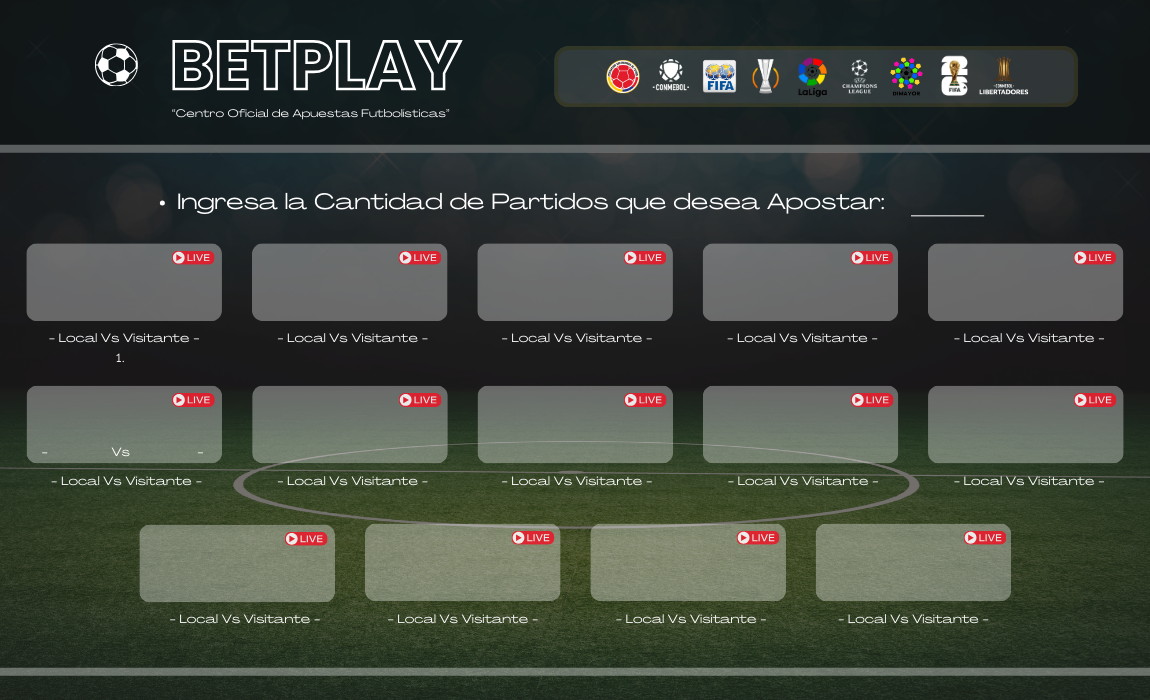 BETPLAY
"Centro Oficial de Apuestas Futbolisticas"
CONMEBOL
FIFA
LaLiga
CHAMPIONS
LEAGUE
DIMAYOR
FIFA
CONMEBOL
LIBERTADORES
• Ingresa la Cantidad de Partidos que desea Apostar: ______
LIVE LIVE LIVE LIVE LIVE
- Local Vs Visitante - - Local Vs Visitante - - Local Vs Visitante - - Local Vs Visitante - - Local Vs Visitante -
1.
LIVE LIVE LIVE LIVE LIVE
- Vs -
- Local Vs Visitante - - Local Vs Visitante - - Local Vs Visitante - - Local Vs Visitante - - Local Vs Visitante -
LIVE LIVE LIVE LIVE
- Local Vs Visitante - - Local Vs Visitante - - Local Vs Visitante - - Local Vs Visitante -